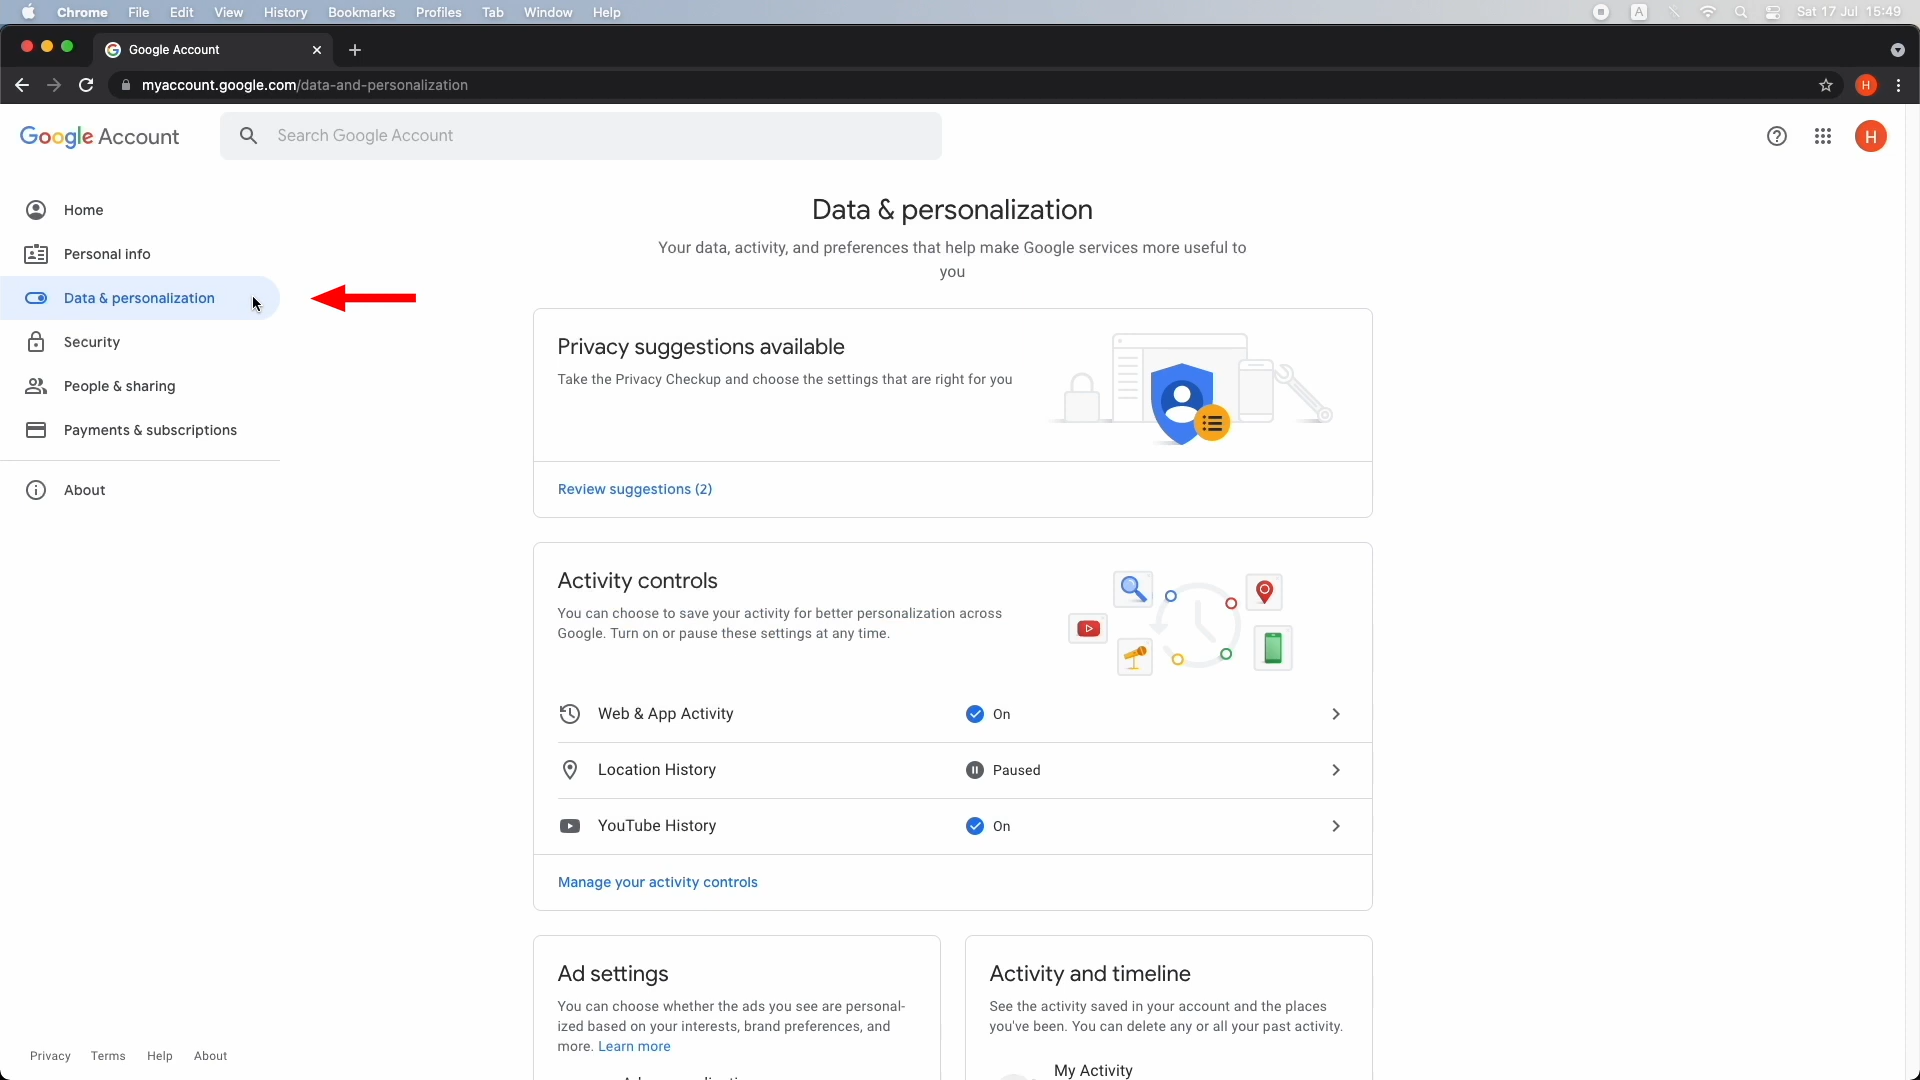 Chrome File Edit View History Bookmarks Profiles Tab Window Help
A
Sat 17 Jul 15:49
Google Account
myaccount.google.com/data-and-personalization
H
Google Account
Search Google Account
H
Home
Personal info
Data & personalization
Security
People & sharing
Payments & subscriptions
About
Data & personalization
Your data, activity, and preferences that help make Google services more useful to
you
Privacy suggestions available
Take the Privacy Checkup and choose the settings that are right for you
Review suggestions (2)
Activity controls
You can choose to save your activity for better personalization across
Google. Turn on or pause these settings at any time.
Web & App Activity On
Location History Paused
YouTube History On
Manage your activity controls
Ad settings
You can choose whether the ads you see are personal-
ized based on your interests, brand preferences, and
more. Learn more
Activity and timeline
See the activity saved in your account and the places
you've been. You can delete any or all your past activity.
My Activity
Privacy Terms Help About